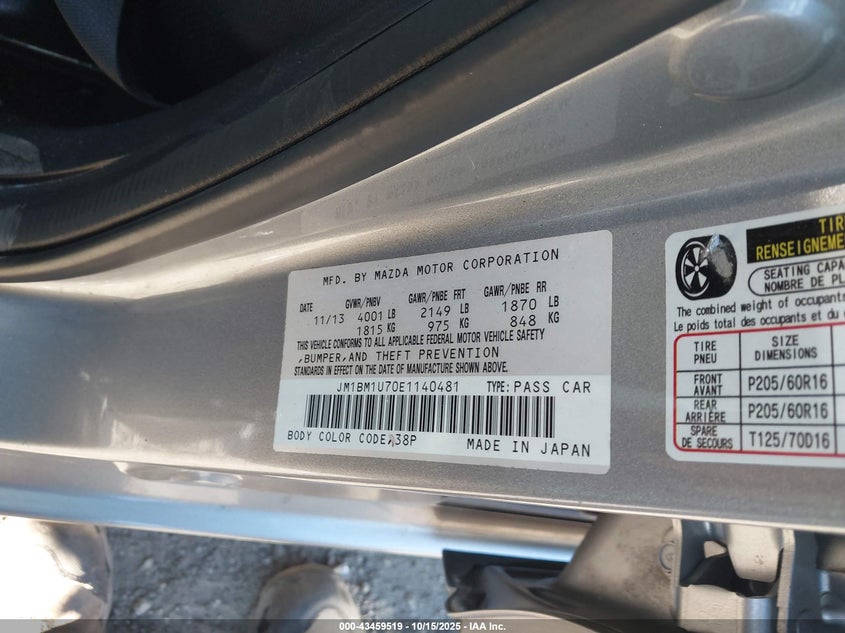 MFD. BY MAZDA MOTOR CORPORATION
DATE GVWR/PNBV GAWR/PNBE FRT GAWR/PNBE RR
11/13 4001 LB 2149 LB 1870 LB
1815 KG 975 KG 848 KG
THIS VEHICLE CONFORMS TO ALL APPLICABLE FEDERAL MOTOR VEHICLE SAFETY
,BUMPER,AND THEFT PREVENTION
STANDARDS IN EFFECT ON THE DATE OF MANUFACTURE SHOWN ABOVE.
JM1BM1U70E1140481 TYPE: PASS CAR
BODY COLOR CODE: 38P MADE IN JAPAN
TIRE
RENSEIGNEME
SEATING CAPA
NOMBRE DE PL
The combined weight of occupants
Le poids total des occupants et du
TIRE
PNEU
SIZE
DIMENSIONS
FRONT
AVANT
P205/60R16
REAR
ARRIÈRE
P205/60R16
SPARE
DE SECOURS
T125/70D16
000-43459519 - 10/15/2025 - IAA Inc.